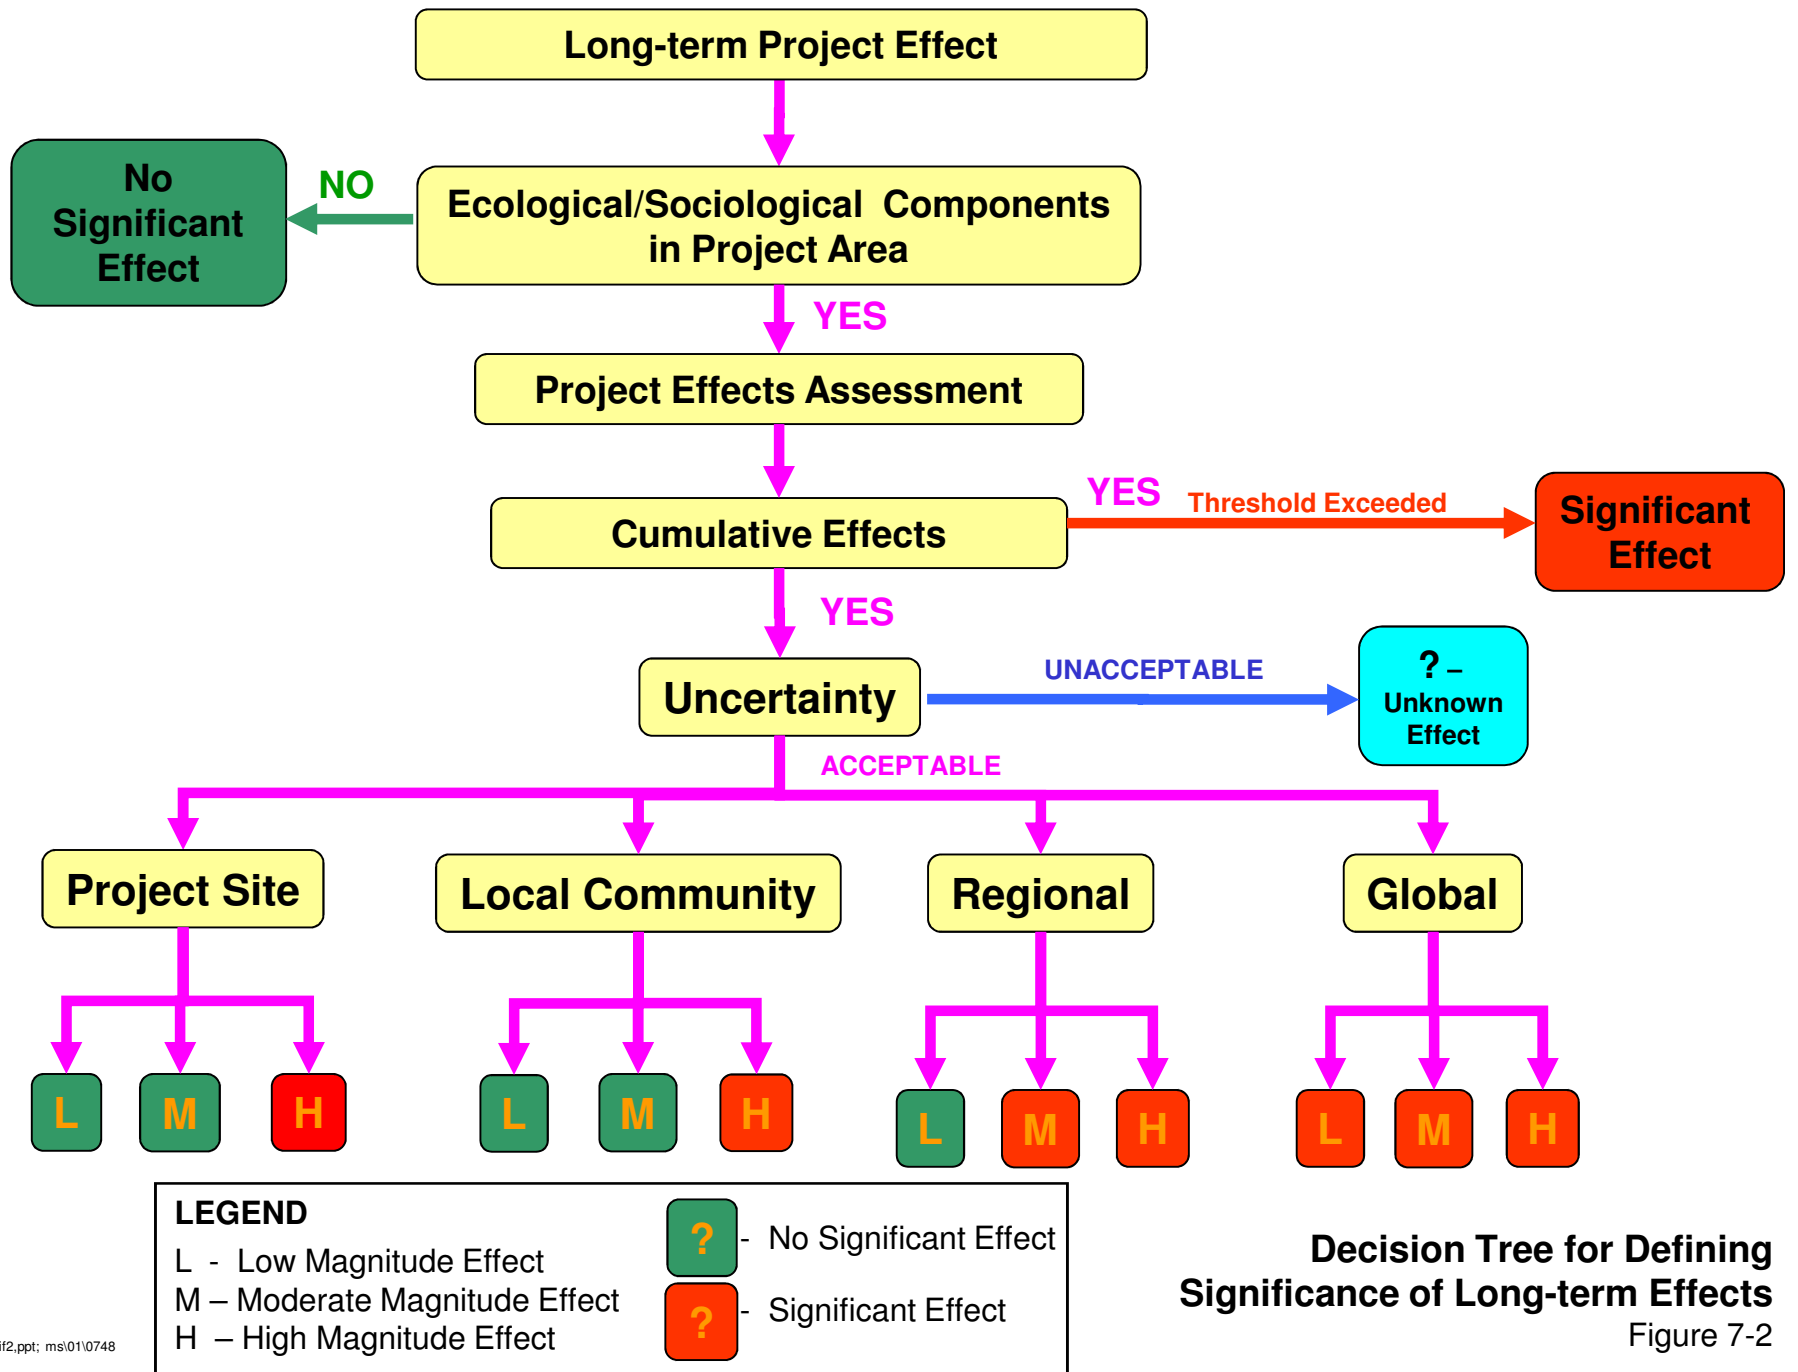 Long-term Project Effect
No
Significant
Effect
NO
Ecological/Sociological Components
in Project Area
YES
Project Effects Assessment
Cumulative Effects
YES
Threshold Exceeded
Significant
Effect
YES
Uncertainty
UNACCEPTABLE
? –
Unknown
Effect
ACCEPTABLE
Project Site
Local Community
Regional
Global
L
M
H
L
M
H
L
M
H
L
M
H
LEGEND
L - Low Magnitude Effect
M – Moderate Magnitude Effect
H – High Magnitude Effect
? - No Significant Effect
? - Significant Effect
Decision Tree for Defining
Significance of Long-term Effects
Figure 7-2
if2,ppt; ms\01\0748